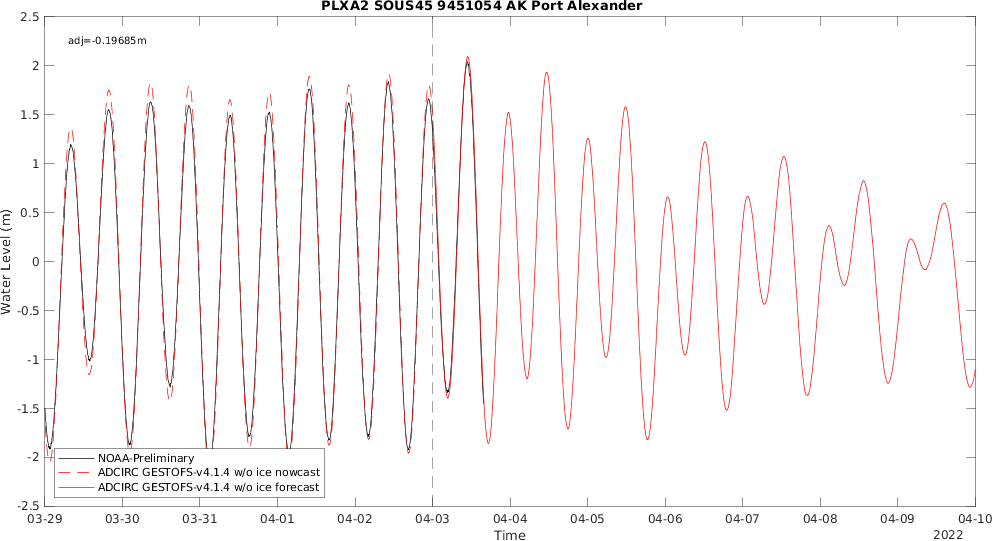 PLXA2 SOUS45 9451054 AK Port Alexander
adj=-0.19685m
2.5
2
1.5
1
0.5
0
-0.5
-1
-1.5
-2
-2.5
Water Level (m)
NOAA-Preliminary
ADCIRC GESTOFS-v4.1.4 w/o ice nowcast
ADCIRC GESTOFS-v4.1.4 w/o ice forecast
03-29 03-30 03-31 04-01 04-02 04-03 04-04 04-05 04-06 04-07 04-08 04-09 04-10
Time
2022